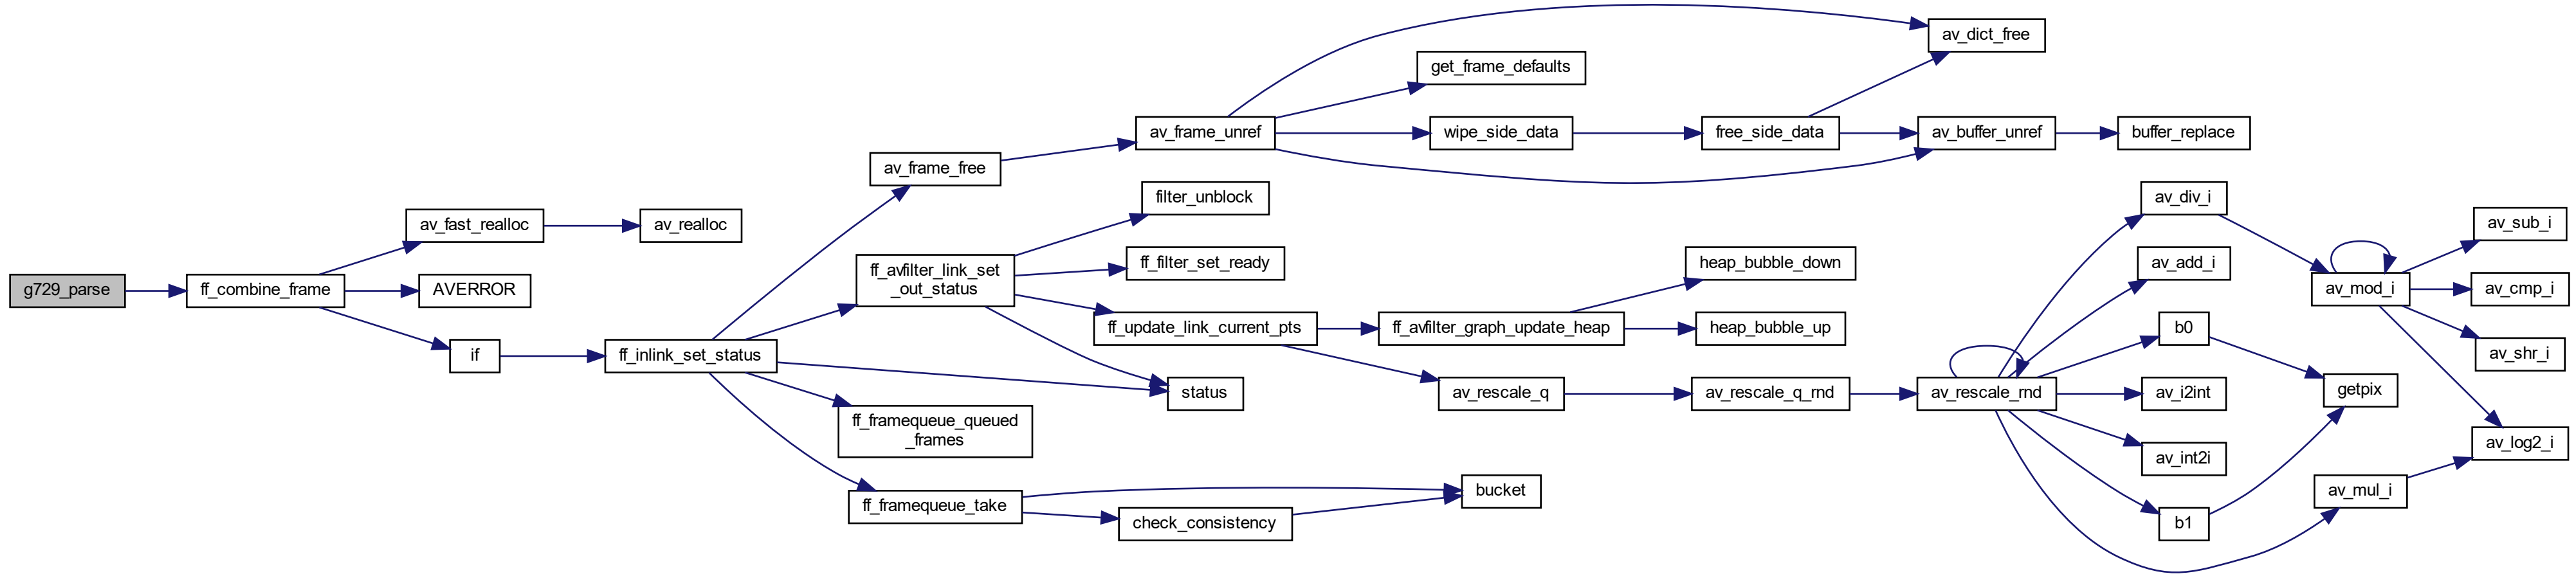 av_dict_free
get_frame_defaults
av_frame_unref
wipe_side_data
free_side_data
av_buffer_unref
buffer_replace
av_frame_free
filter_unblock
av_div_i
av_fast_realloc
av_realloc
av_sub_i
ff_avfilter_link_set
_out_status
ff_filter_set_ready
heap_bubble_down
av_add_i
g729_parse
ff_combine_frame
AVERROR
av_mod_i
av_cmp_i
ff_update_link_current_pts
ff_avfilter_graph_update_heap
heap_bubble_up
b0
if
ff_inlink_set_status
av_shr_i
status
av_rescale_q
av_rescale_q_rnd
av_rescale_rnd
av_i2int
getpix
ff_framequeue_queued
_frames
av_int2i
av_log2_i
ff_framequeue_take
bucket
av_mul_i
check_consistency
b1